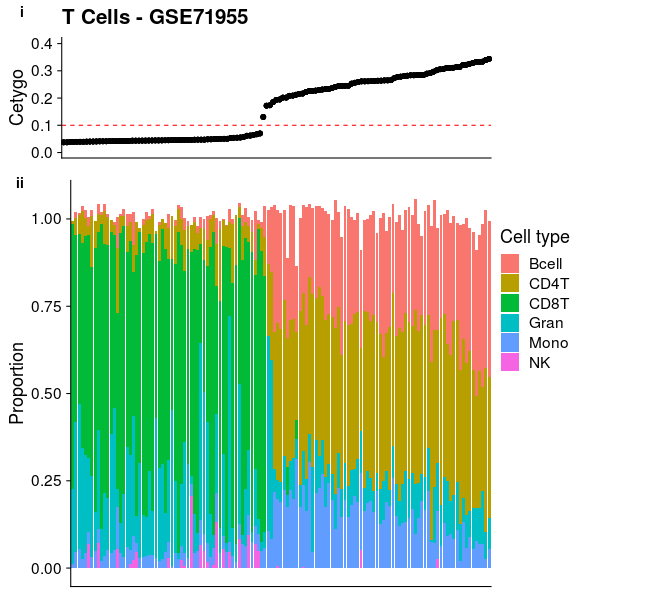 i
T Cells - GSE71955
0.4
0.3
0.2
0.1
0.0
Cetygo
ii
1.00
0.75
0.50
0.25
0.00
Proportion
Cell type
Bcell
CD4T
CD8T
Gran
Mono
NK